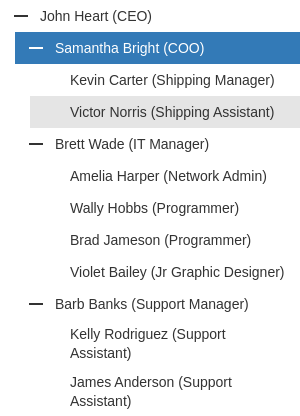 John Heart (CEO)
Samantha Bright (COO)
Kevin Carter (Shipping Manager)
Victor Norris (Shipping Assistant)
Brett Wade (IT Manager)
Amelia Harper (Network Admin)
Wally Hobbs (Programmer)
Brad Jameson (Programmer)
Violet Bailey (Jr Graphic Designer)
Barb Banks (Support Manager)
Kelly Rodriguez (Support
Assistant)
James Anderson (Support
Assistant)